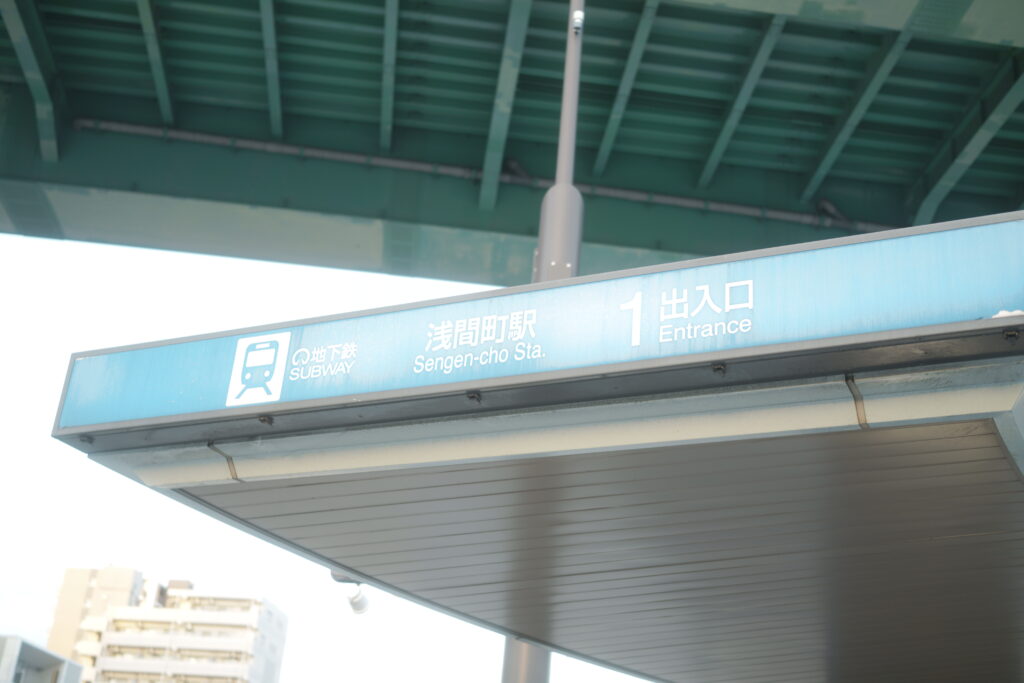 地下鉄
SUBWAY
浅間町駅
Sengen-cho Sta.
1 出入口
Entrance